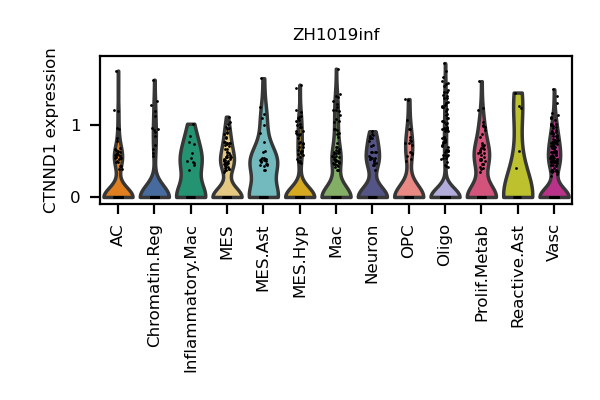 ZH1019inf
CTNND1 expression
1
0
AC
Chromatin.Reg
Inflammatory.Mac
MES
MES.Ast
MES.Hyp
Mac
Neuron
OPC
Oligo
Prolif.Metab
Reactive.Ast
Vasc